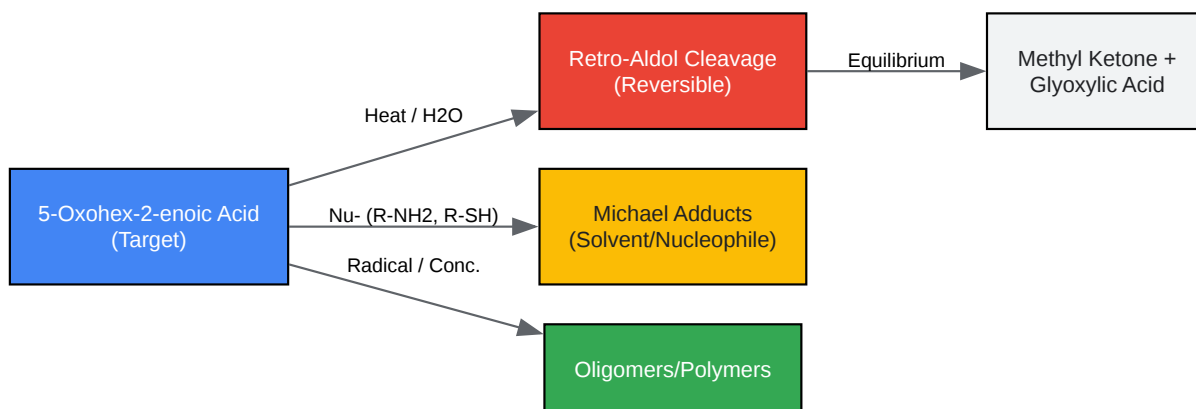 Retro-Aldol Cleavage
(Reversible)
Equilibrium
Methyl Ketone +
Glyoxylic Acid
Heat / H2O
5-Oxohex-2-enoic Acid
(Target)
Nu- (R-NH2, R-SH)
Michael Adducts
(Solvent/Nucleophile)
Radical / Conc.
Oligomers/Polymers